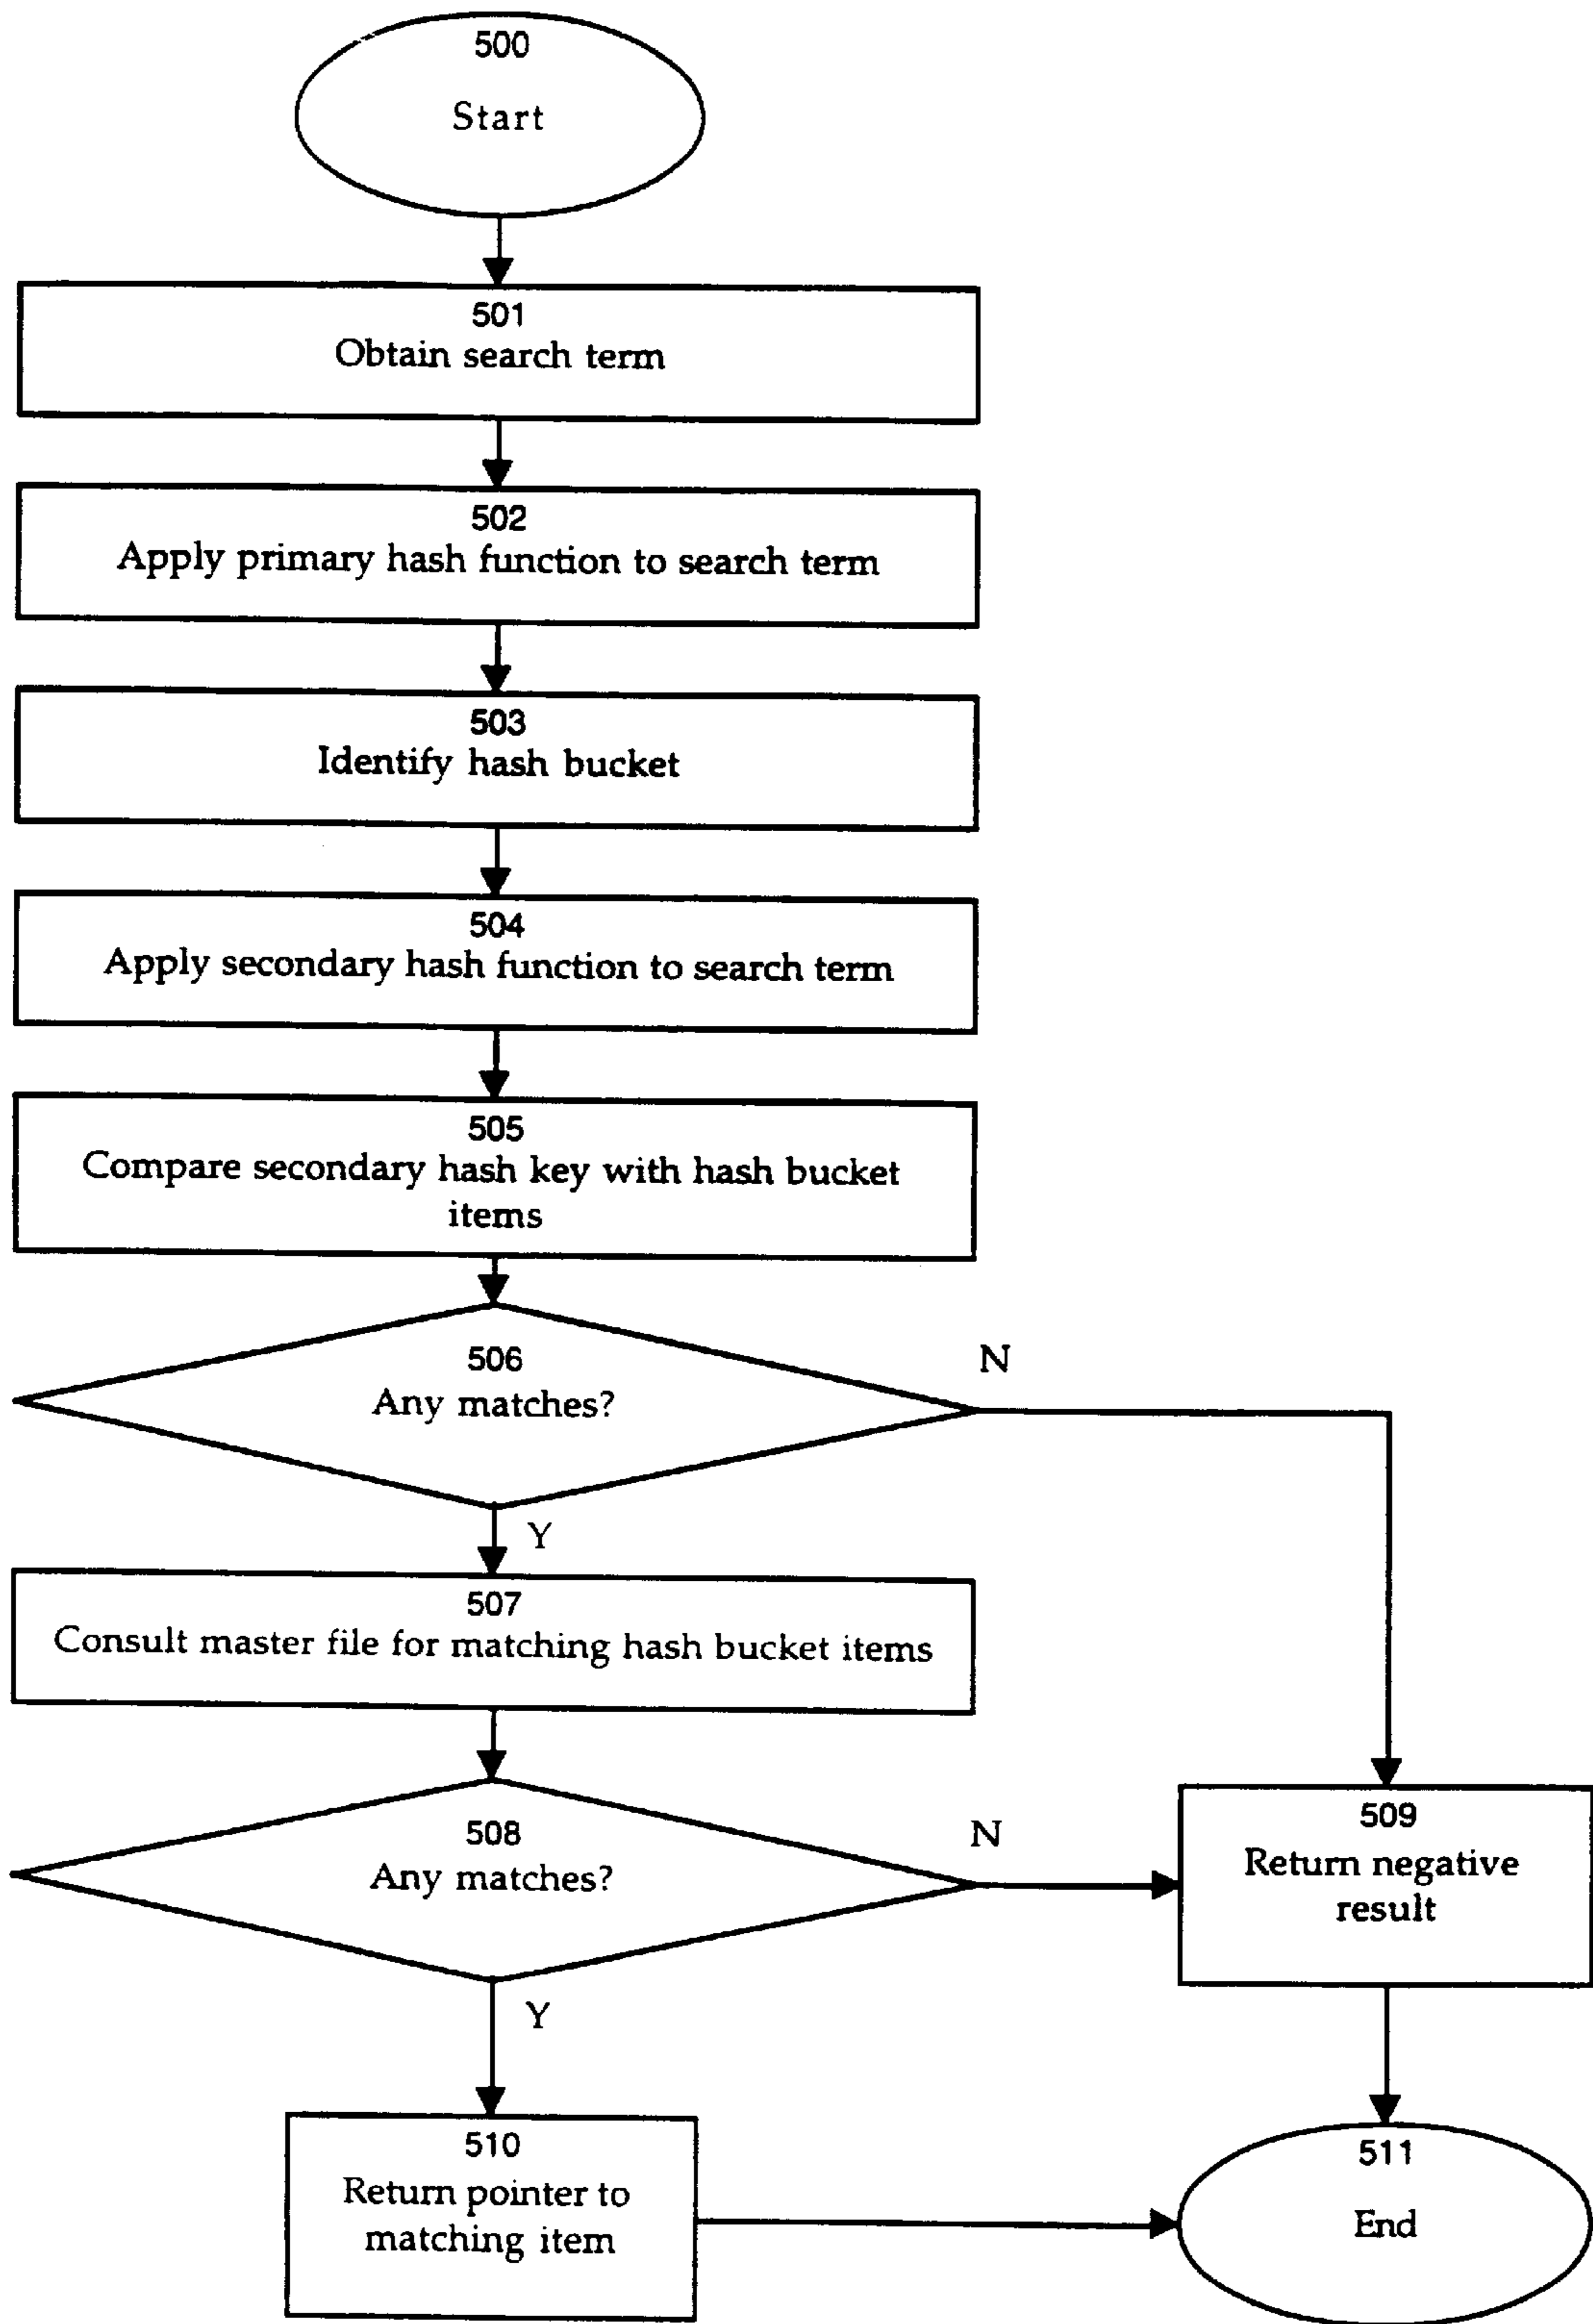 500
Start
501
Obtain search term
502
Apply primary hash function to search term
503
Identify hash bucket
504
Apply secondary hash function to search term
505
Compare secondary hash key with hash bucket
items
506
Any matches?
N
Y
507
Consult master file for matching hash bucket items
508
Any matches?
N
Y
509
Return negative
result
510
Return pointer to
matching item
511
End